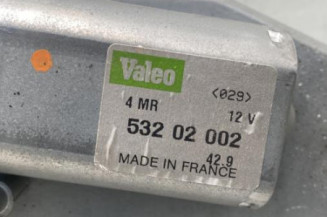 Valeo
<029>
4 MR 12 V
532 02 002
42.9
MADE IN FRANCE